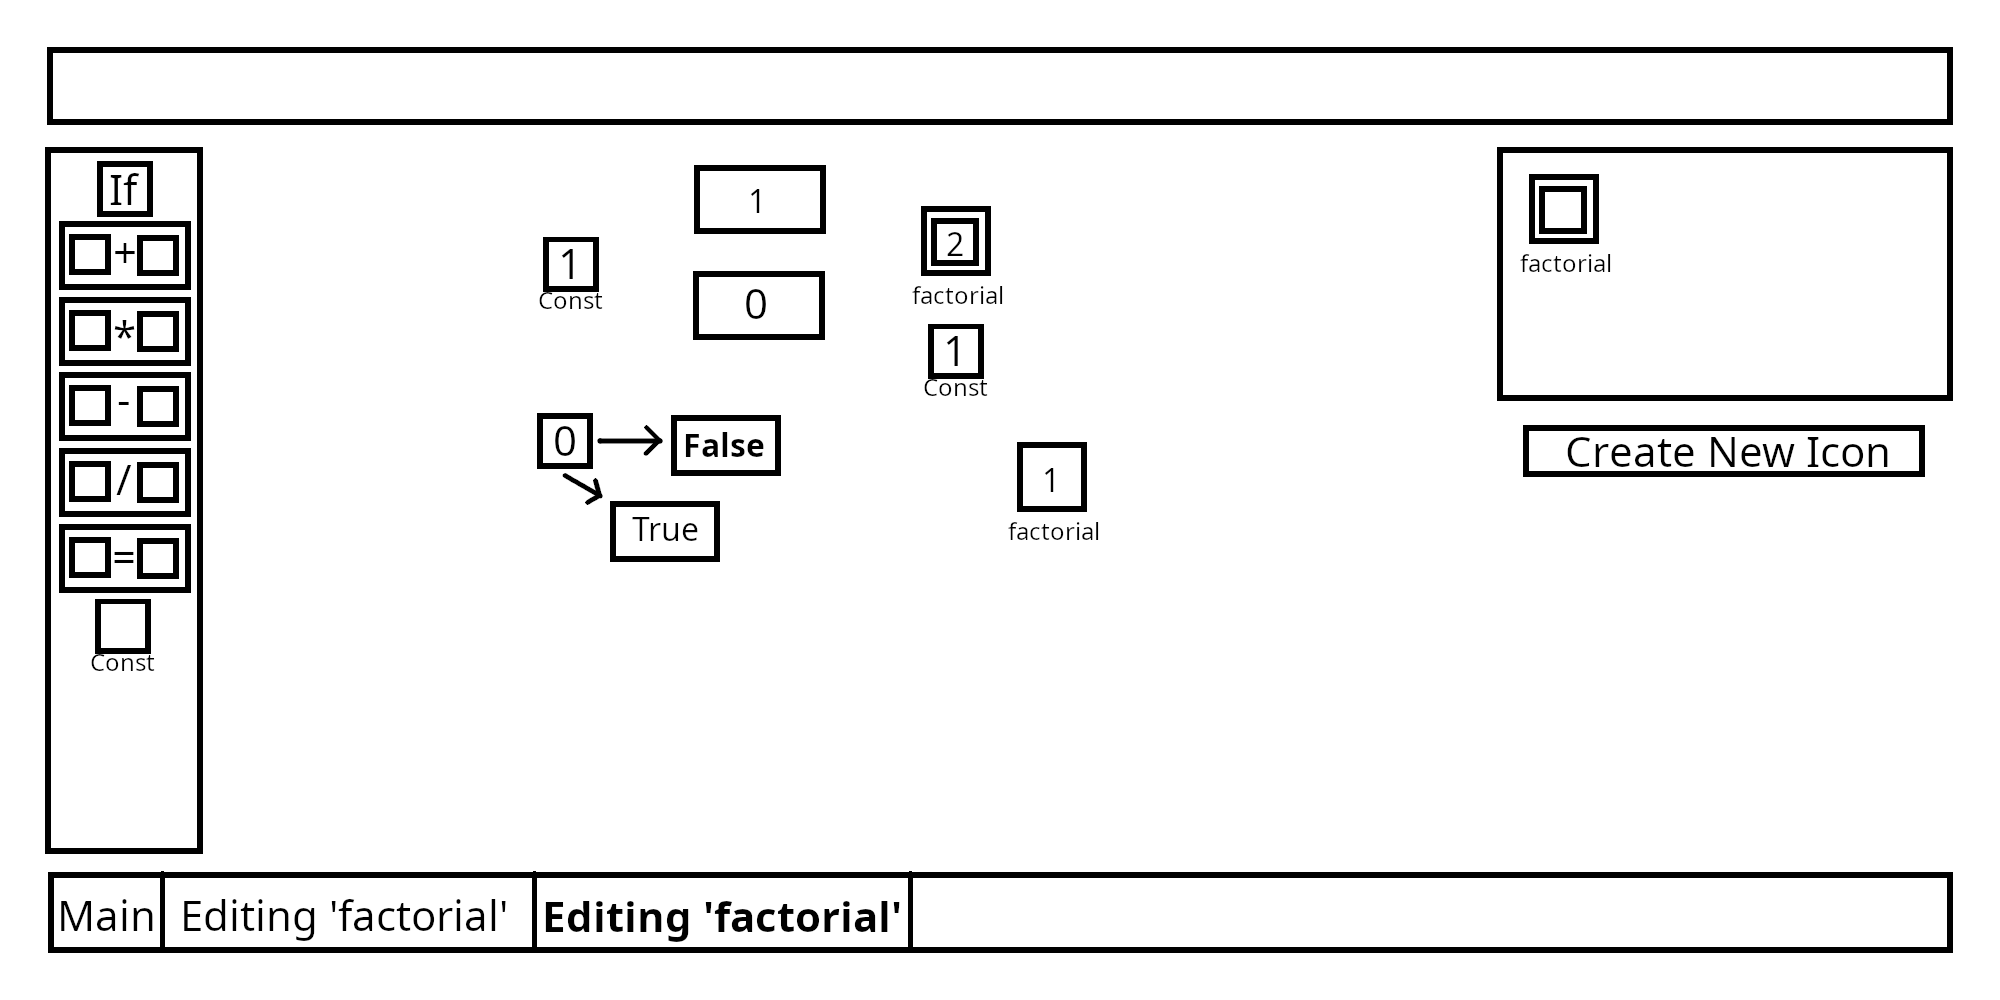 If
+
*
-
/
=
Const
1
Const
1
0
2
factorial
1
Const
0
False
True
1
factorial
factorial
Create New Icon
Main
Editing 'factorial'
Editing 'factorial'